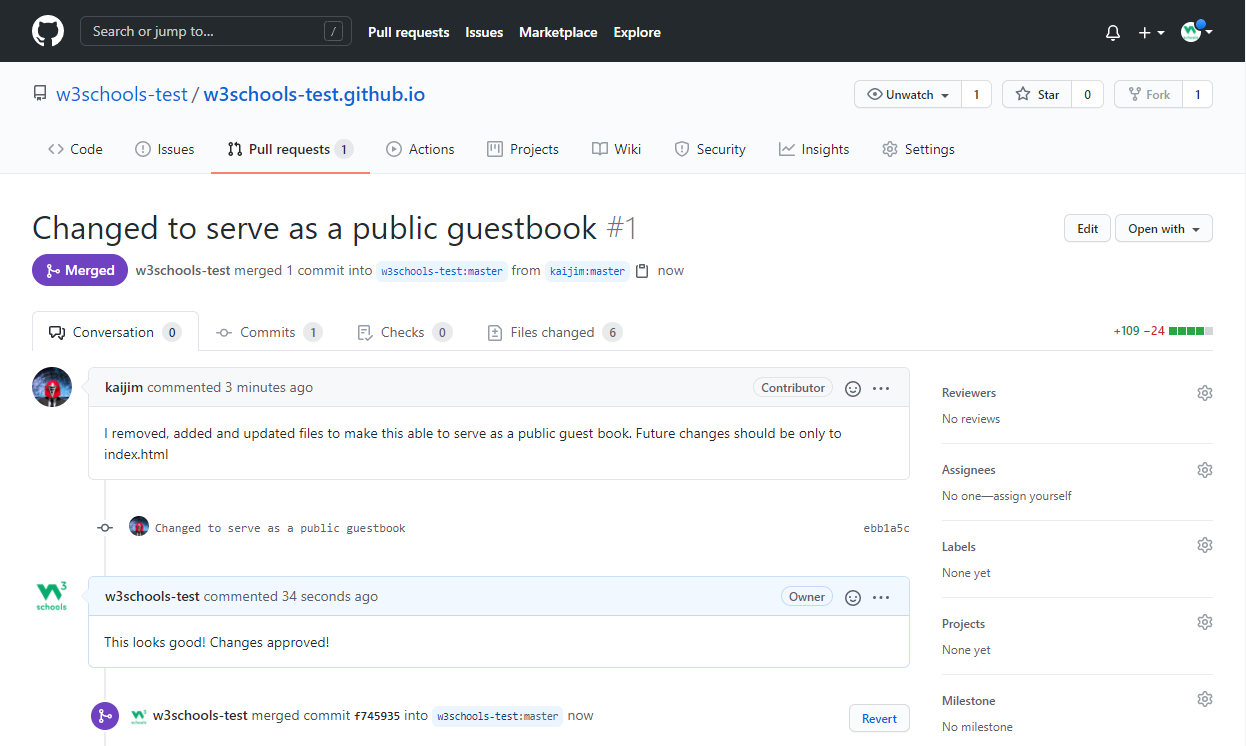 Search or jump to... / Pull requests Issues Marketplace Explore
w3schools-test / w3schools-test.github.io Unwatch 1 Star 0 Fork 1
Code Issues Pull requests 1 Actions Projects Wiki Security Insights Settings
Changed to serve as a public guestbook #1 Edit Open with
Merged w3schools-test merged 1 commit into w3schools-test:master from kaijim:master now
Conversation 0 Commits 1 Checks 0 Files changed 6 +109 −24
kaijim commented 3 minutes ago Contributor
I removed, added and updated files to make this able to serve as a public guest book. Future changes should be only to
index.html
Changed to serve as a public guestbook ebb1a5c
W3 schools
w3schools-test commented 34 seconds ago Owner
This looks good! Changes approved!
w3schools-test merged commit f745935 into w3schools-test:master now Revert
Reviewers
No reviews
Assignees
No one—assign yourself
Labels
None yet
Projects
None yet
Milestone
No milestone